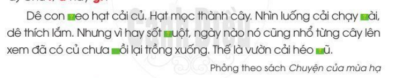 Dê con eo hạt cải củ. Hạt mọc thành cây. Nhìn luống cải chạy ài,
dê thích lắm. Nhưng vì hay sốt uột, ngày nào nó cũng nhổ từng cây lên
xem đã có củ chưa ồi lại trồng xuống. Thế là vườn cải héo ũ.
Phỏng theo sách Chuyện của mùa hạ